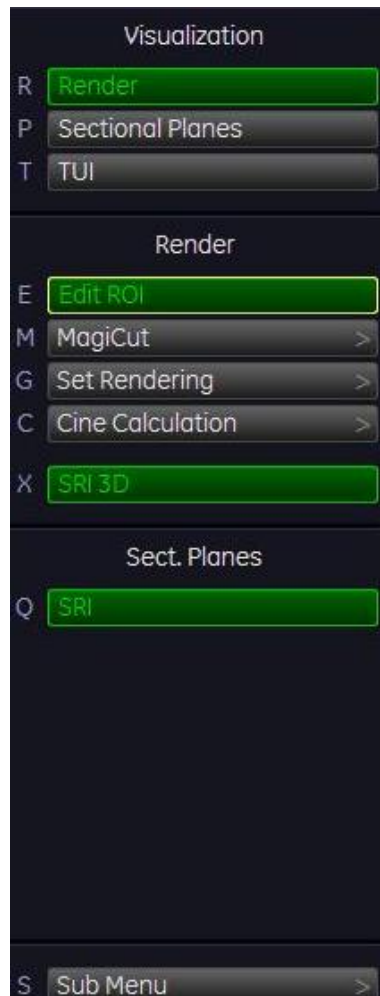 Visualization
R Render
P Sectional Planes
T TUI
Render
E Edit ROI
M MagiCut >
G Set Rendering >
C Cine Calculation >
X SRI 3D
Sect. Planes
Q SRI
S Sub Menu >